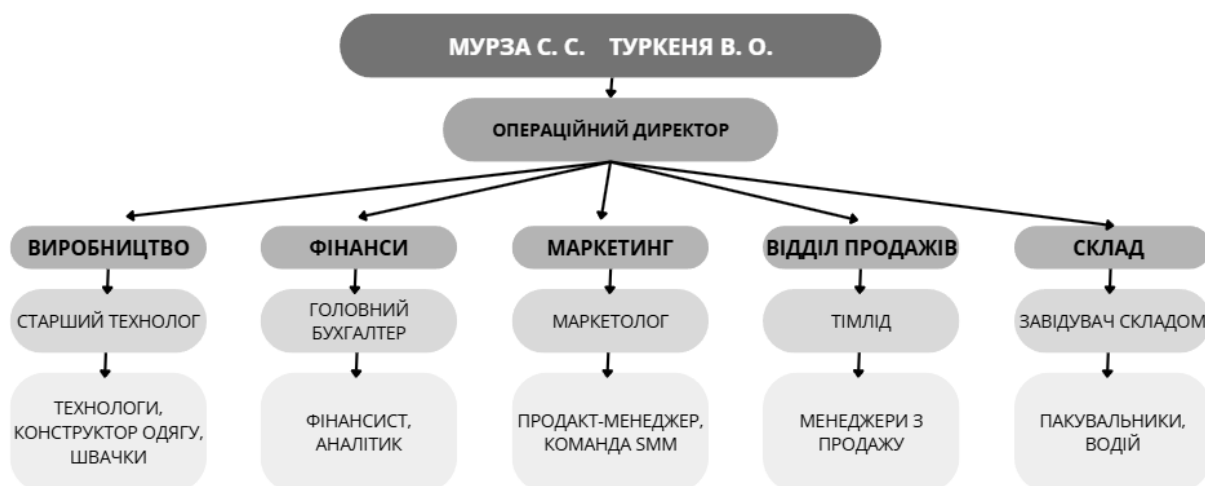 МУРЗА С. С. ТУРКЕНЯ В. О.
ОПЕРАЦІЙНИЙ ДИРЕКТОР
ВИРОБНИЦТВО
ФІНАНСИ
МАРКЕТИНГ
ВІДДІЛ ПРОДАЖІВ
СКЛАД
СТАРШИЙ ТЕХНОЛОГ
ГОЛОВНИЙ
БУХГАЛТЕР
МАРКЕТОЛОГ
ТІМЛІД
ЗАВІДУВАЧ СКЛАДОМ
ТЕХНОЛОГИ,
КОНСТРУКТОР ОДЯГУ,
ШВАЧКИ
ФІНАНСИСТ,
АНАЛІТИК
ПРОДАКТ-МЕНЕДЖЕР,
КОМАНДА SMM
МЕНЕДЖЕРИ З
ПРОДАЖУ
ПАКУВАЛЬНИКИ,
ВОДІЙ